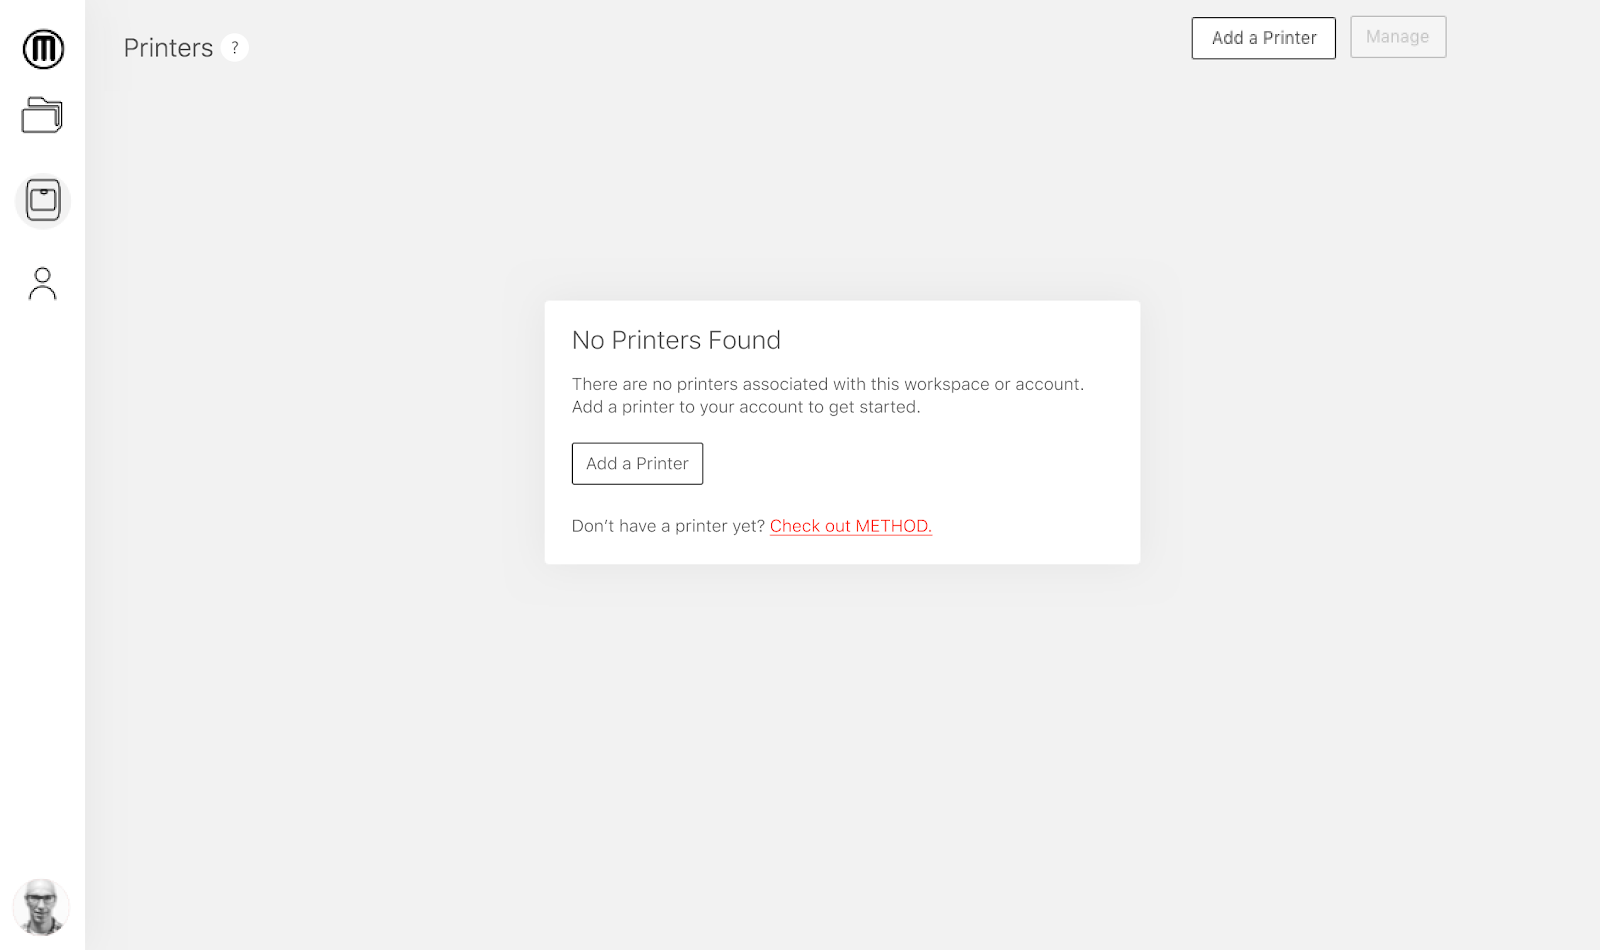 Printers ?
Add a Printer
Manage
No Printers Found
There are no printers associated with this workspace or account.
Add a printer to your account to get started.
Add a Printer
Don’t have a printer yet? Check out METHOD.